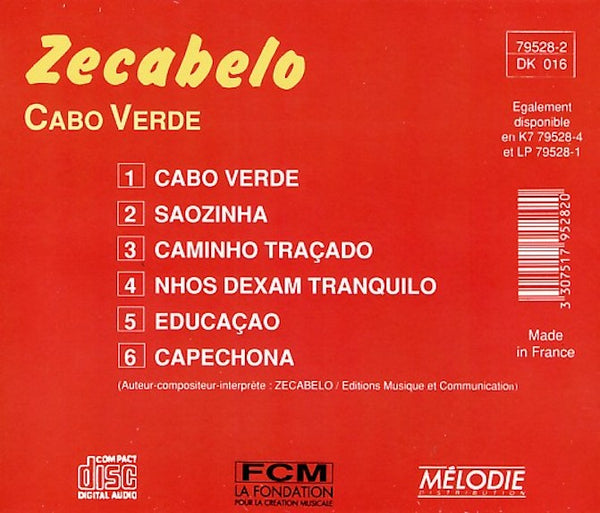 Zecabelo
CABO VERDE
79528-2
DK 016
Egalement
disponible
en K7 79528-4
et LP 79528-1
1 CABO VERDE
2 SAOZINHA
3 CAMINHO TRAÇADO
4 NHOS DEXAM TRANQUILO
5 EDUCAÇAO
6 CAPECHONA
(Auteur-compositeur-interprète : ZECABELO / Editions Musique et Communication)
3 307517 952820
Made
in France
COMPACT
disc
DIGITAL AUDIO
FCM
LA FONDATION
POUR LA CREATION MUSICALE
MÉLODIE
DISTRIBUTION